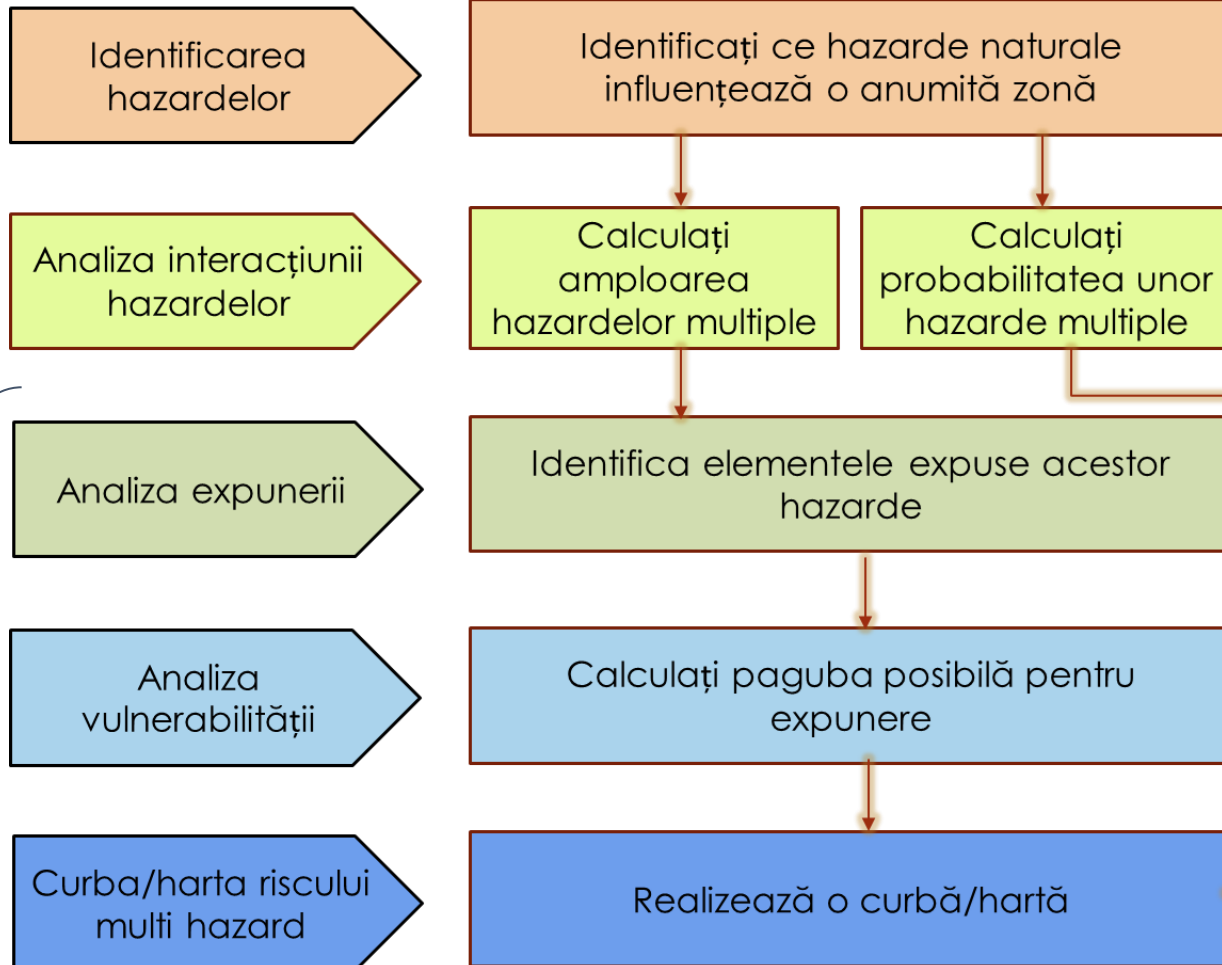 Identificarea
hazardelor
Identificați ce hazarde naturale
influențează o anumită zonă
Analiza interacțiunii
hazardelor
Calculați
amploarea
hazardelor multiple
Calculați
probabilitatea unor
hazarde multiple
Analiza expunerii
Identifica elementele expuse acestor
hazarde
Analiza
vulnerabilității
Calculați paguba posibilă pentru
expunere
Curba/harta riscului
multi hazard
Realizează o curbă/hartă